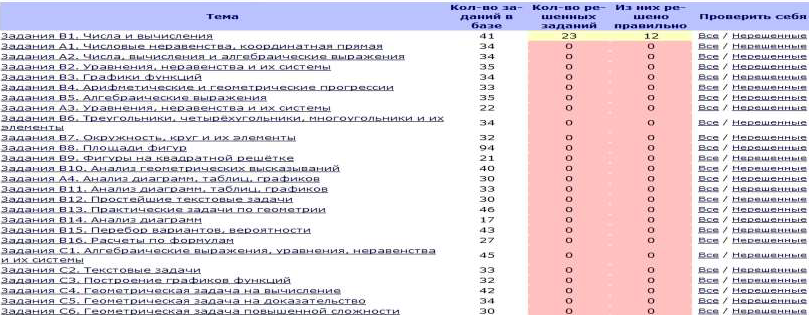 Тема Кол-во за- Кол-во ре- Из них ре- Проверить себя
даний в шенных шено
базе заданий правильно
Задания B1. Числа и вычисления 41 23 12 Все / Нерешенные
Задания A1. Числовые неравенства, координатная прямая 34 0 0 Все / Нерешенные
Задания A2. Числа, вычисления и алгебраические выражения 34 0 0 Все / Нерешенные
Задания B2. Уравнения, неравенства и их системы 35 0 0 Все / Нерешенные
Задания B3. Графики функций 34 0 0 Все / Нерешенные
Задания B4. Арифметические и геометрические прогрессии 33 0 0 Все / Нерешенные
Задания B5. Алгебраические выражения 35 0 0 Все / Нерешенные
Задания A3. Уравнения, неравенства и их системы 22 0 0 Все / Нерешенные
Задания B6. Треугольники, четырёхугольники, многоугольники и их
элементы 34 0 0 Все / Нерешенные
Задания B7. Окружность, круг и их элементы 32 0 0 Все / Нерешенные
Задания B8. Площади фигур 94 0 0 Все / Нерешенные
Задания B9. Фигуры на квадратной решётке 21 0 0 Все / Нерешенные
Задания B10. Анализ геометрических высказываний 40 0 0 Все / Нерешенные
Задания A4. Анализ диаграмм, таблиц, графиков 30 0 0 Все / Нерешенные
Задания B11. Анализ диаграмм, таблиц, графиков 33 0 0 Все / Нерешенные
Задания B12. Простейшие текстовые задачи 30 0 0 Все / Нерешенные
Задания B13. Практические задачи по геометрии 46 0 0 Все / Нерешенные
Задания B14. Анализ диаграмм 17 0 0 Все / Нерешенные
Задания B15. Перебор вариантов, вероятности 43 0 0 Все / Нерешенные
Задания B16. Расчеты по формулам 27 0 0 Все / Нерешенные
Задания C1. Алгебраические выражения, уравнения, неравенства
и их системы 45 0 0 Все / Нерешенные
Задания C2. Текстовые задачи 33 0 0 Все / Нерешенные
Задания C3. Построение графиков функций 32 0 0 Все / Нерешенные
Задания C4. Геометрическая задача на вычисление 42 0 0 Все / Нерешенные
Задания C5. Геометрическая задача на доказательство 34 0 0 Все / Нерешенные
Задания C6. Геометрическая задача повышенной сложности 30 0 0 Все / Нерешенные